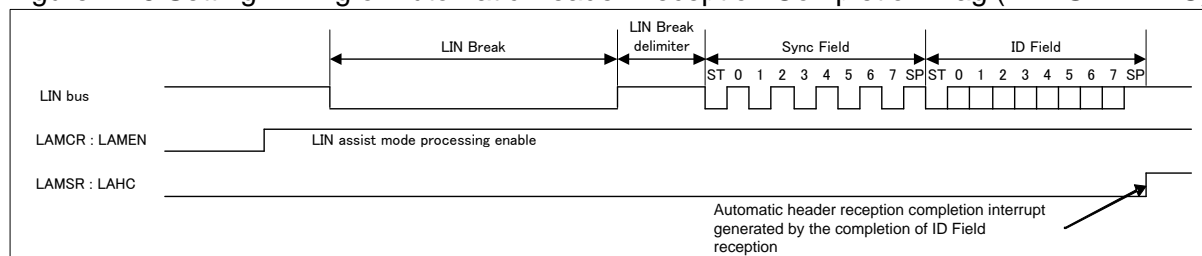 LIN Break
LIN Break delimiter
Sync Field
ID Field
ST 0 1 2 3 4 5 6 7 SP ST 0 1 2 3 4 5 6 7 SP
LIN bus
LAMCR : LAMEN
LIN assist mode processing enable
LAMSR : LAHC
Automatic header reception completion interrupt
generated by the completion of ID Field
reception